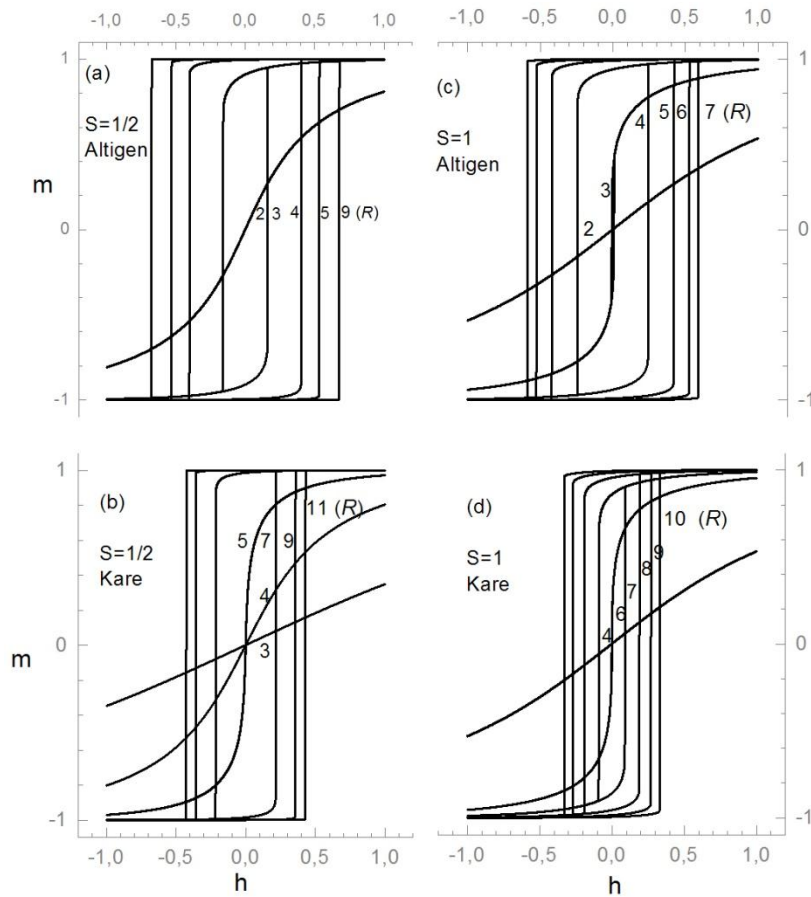 -1,0 -0,5 0,0 0,5 1,0 -1,0 -0,5 0,0 0,5 1,0
1 1
(a) (c)
S=1/2 S=1
Altigen Altigen
4 5 6 7 (R)
3
2 3 4 5 9 (R)
2
m 0 0
-1 -1
1 1
(b) (d)
11 (R) 10 (R)
S=1/2 S=1
Kare Kare
5 7 9
4
3
9
8
7
6
4
m 0 0
-1 -1
-1,0 -0,5 0,0 0,5 1,0 -1,0 -0,5 0,0 0,5 1,0
h h